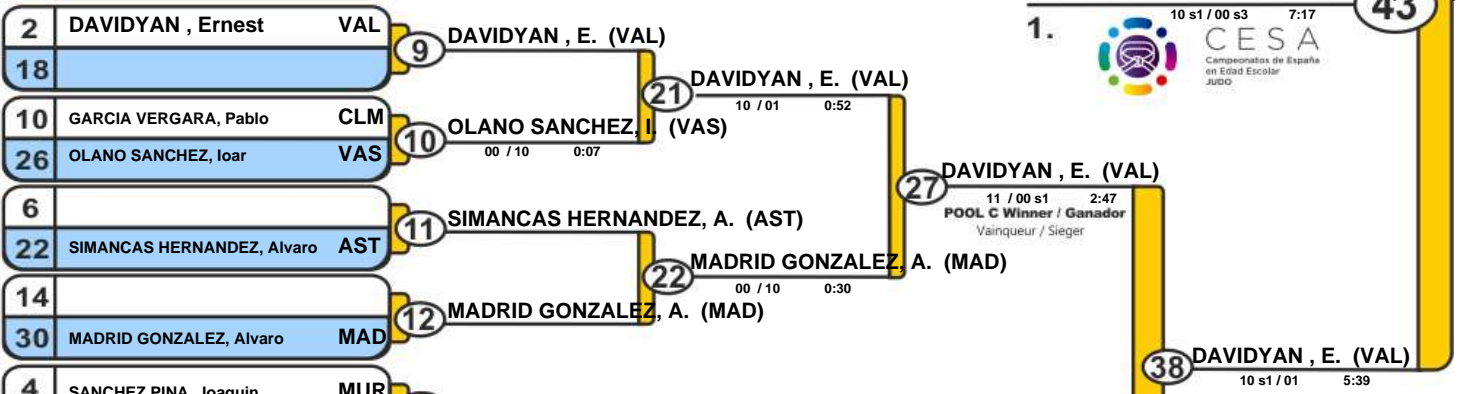 10 s1 / 00 s3 7:17
43
1.
CESA
Campeonatos de España
en Edad Escolar
JUDO
2 DAVIDYAN , Ernest VAL
18
9 DAVIDYAN , E. (VAL)
10 GARCIA VERGARA, Pablo CLM
26 OLANO SANCHEZ, Ioar VAS
10 OLANO SANCHEZ, I. (VAS)
00 / 10 0:07
21 DAVIDYAN , E. (VAL)
10 / 01 0:52
6
22 SIMANCAS HERNANDEZ, Alvaro AST
11 SIMANCAS HERNANDEZ, A. (AST)
14
30 MADRID GONZALEZ, Alvaro MAD
12 MADRID GONZALEZ, A. (MAD)
22 MADRID GONZALEZ, A. (MAD)
00 / 10 0:30
27 DAVIDYAN , E. (VAL)
11 / 00 s1 2:47
POOL C Winner / Ganador
Vainqueur / Sieger
38 DAVIDYAN , E. (VAL)
10 s1 / 01 5:39
4 SANCHEZ PINA, Joaquin MUR